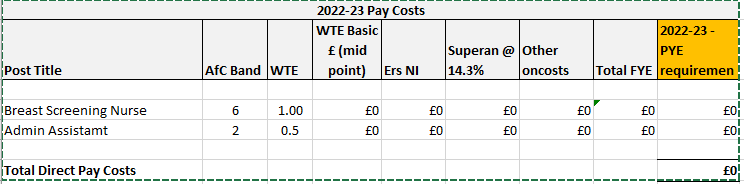 2022-23 Pay Costs
Post Title AfC Band WTE WTE Basic £ (mid point) Ers NI Superan @ 14.3% Other oncosts Total FYE 2022-23 - PYE requiremen
Breast Screening Nurse 6 1.00 £0 £0 £0 £0 £0 £0
Admin Assistamt 2 0.5 £0 £0 £0 £0 £0 £0
Total Direct Pay Costs £0